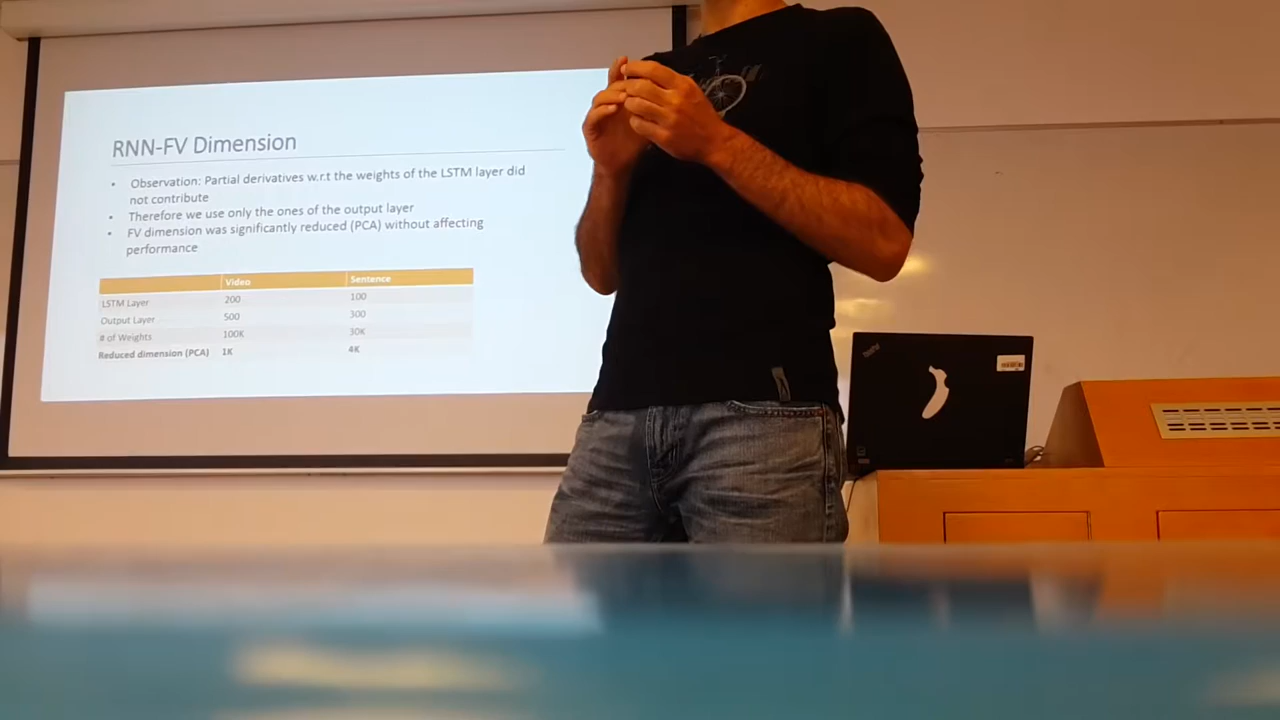 RNN-FV Dimension
• Observation: Partial derivatives w.r.t the weights of the LSTM layer did
not contribute
• Therefore we use only the ones of the output layer
• FV dimension was significantly reduced (PCA) without affecting
performance
Video Sentence
LSTM Layer 200 100
Output Layer 500 300
# of Weights 100K 30K
Reduced dimension (PCA) 1K 4K
ThinkPad